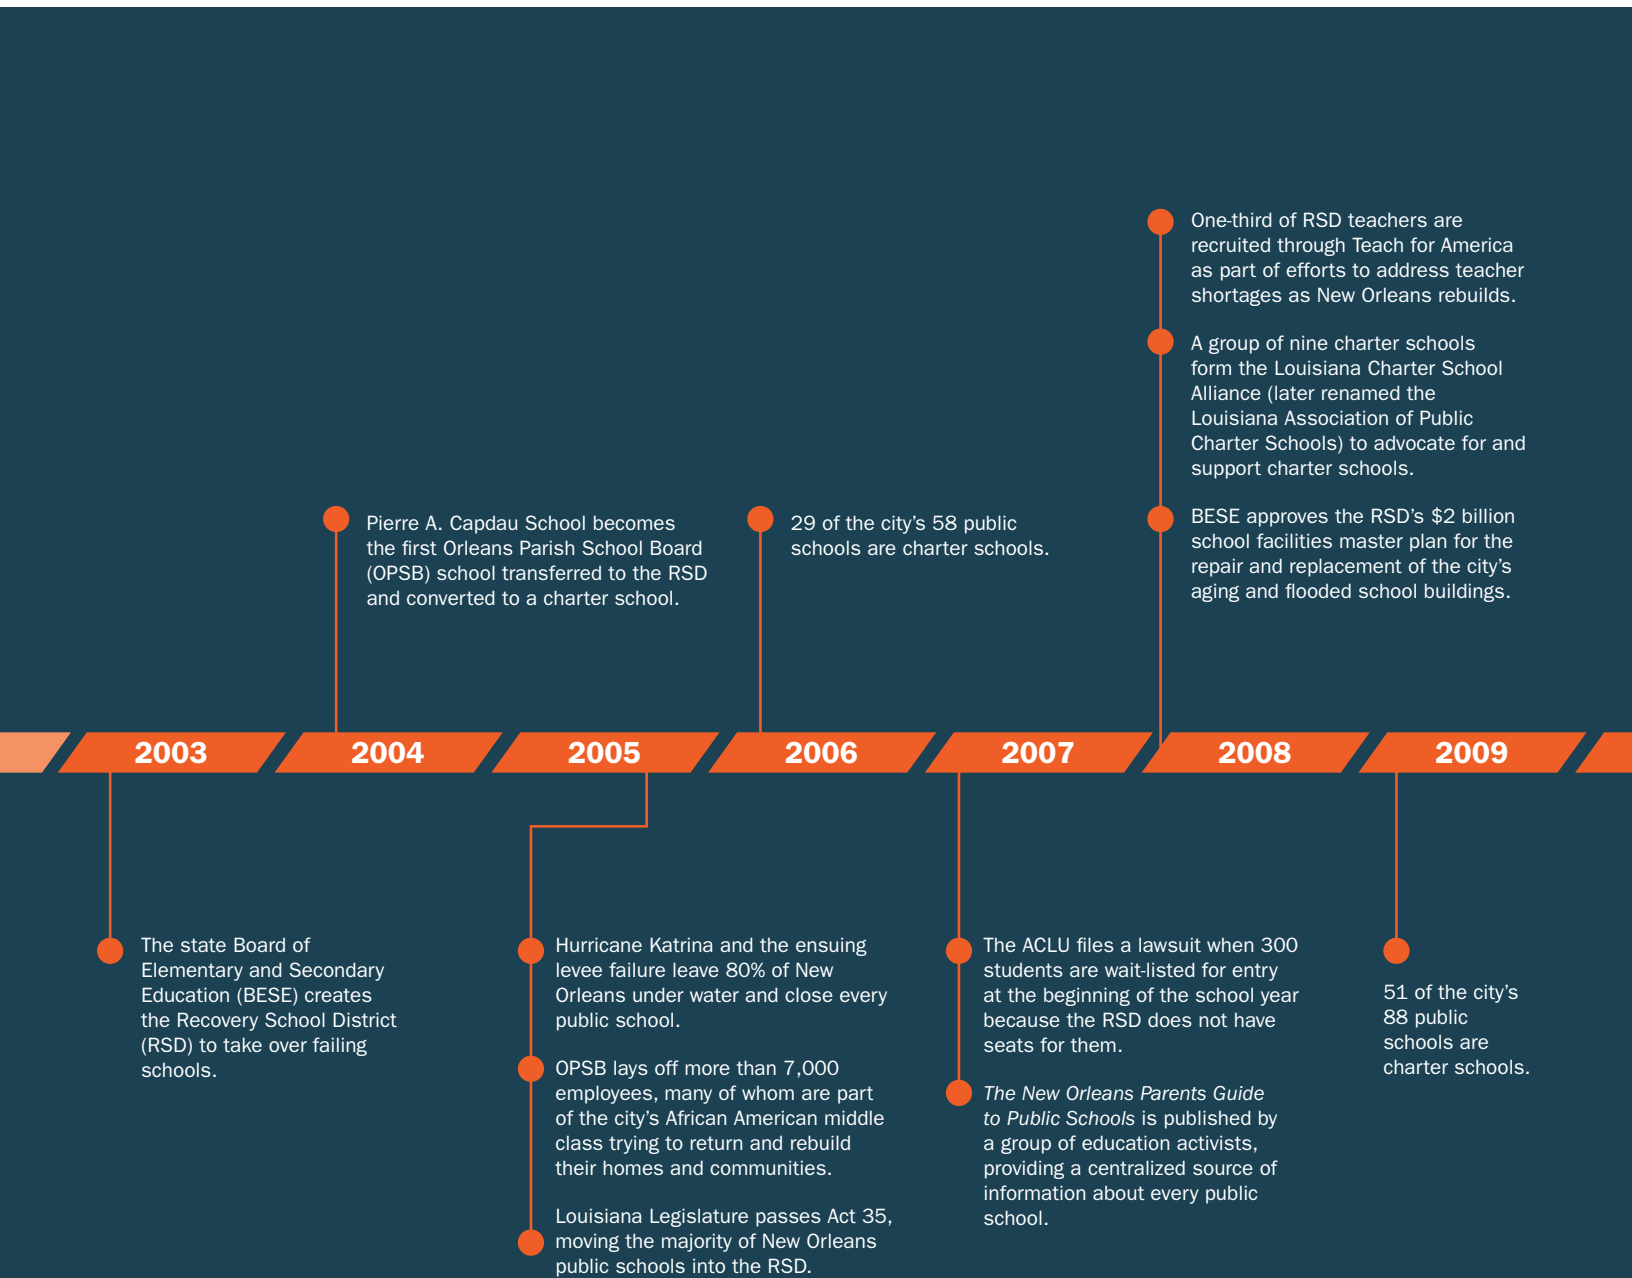 One-third of RSD teachers are
recruited through Teach for America
as part of efforts to address teacher
shortages as New Orleans rebuilds.
A group of nine charter schools
form the Louisiana Charter School
Alliance (later renamed the
Louisiana Association of Public
Charter Schools) to advocate for and
support charter schools.
Pierre A. Capdau School becomes
the first Orleans Parish School Board
(OPSB) school transferred to the RSD
and converted to a charter school.
29 of the city’s 58 public
schools are charter schools.
BESE approves the RSD’s $2 billion
school facilities master plan for the
repair and replacement of the city’s
aging and flooded school buildings.
2003
2004
2005
2006
2007
2008
2009
The state Board of
Elementary and Secondary
Education (BESE) creates
the Recovery School District
(RSD) to take over failing
schools.
Hurricane Katrina and the ensuing
levee failure leave 80% of New
Orleans under water and close every
public school.
OPSB lays off more than 7,000
employees, many of whom are part
of the city’s African American middle
class trying to return and rebuild
their homes and communities.
Louisiana Legislature passes Act 35,
moving the majority of New Orleans
public schools into the RSD.
The ACLU files a lawsuit when 300
students are wait-listed for entry
at the beginning of the school year
because the RSD does not have
seats for them.
The New Orleans Parents Guide
to Public Schools is published by
a group of education activists,
providing a centralized source of
information about every public
school.
51 of the city’s
88 public
schools are
charter schools.